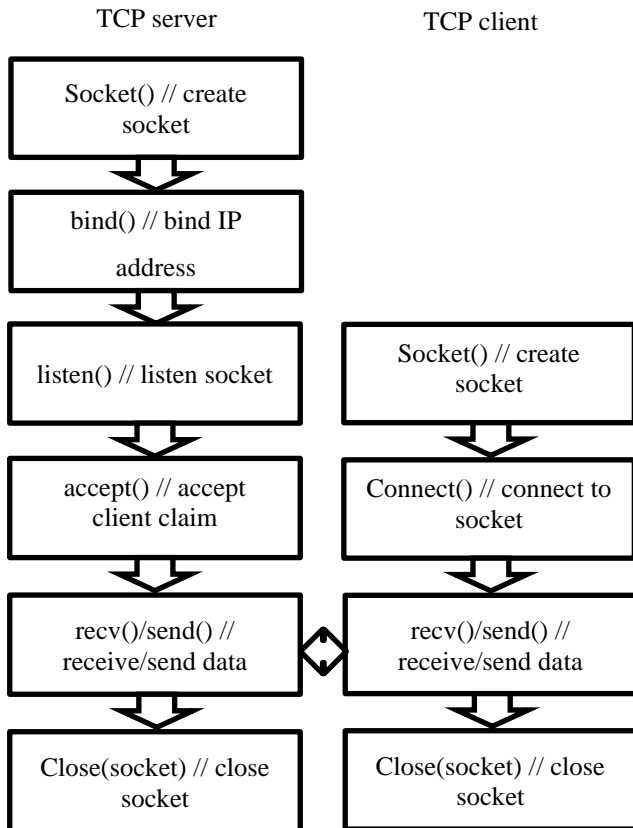 TCP server
TCP client
Socket() // create
socket
bind() // bind IP
address
listen() // listen socket
Socket() // create
socket
accept() // accept
client claim
Connect() // connect to
socket
recv()/send() //
receive/send data
recv()/send() //
receive/send data
Close(socket) // close
socket
Close(socket) // close
socket